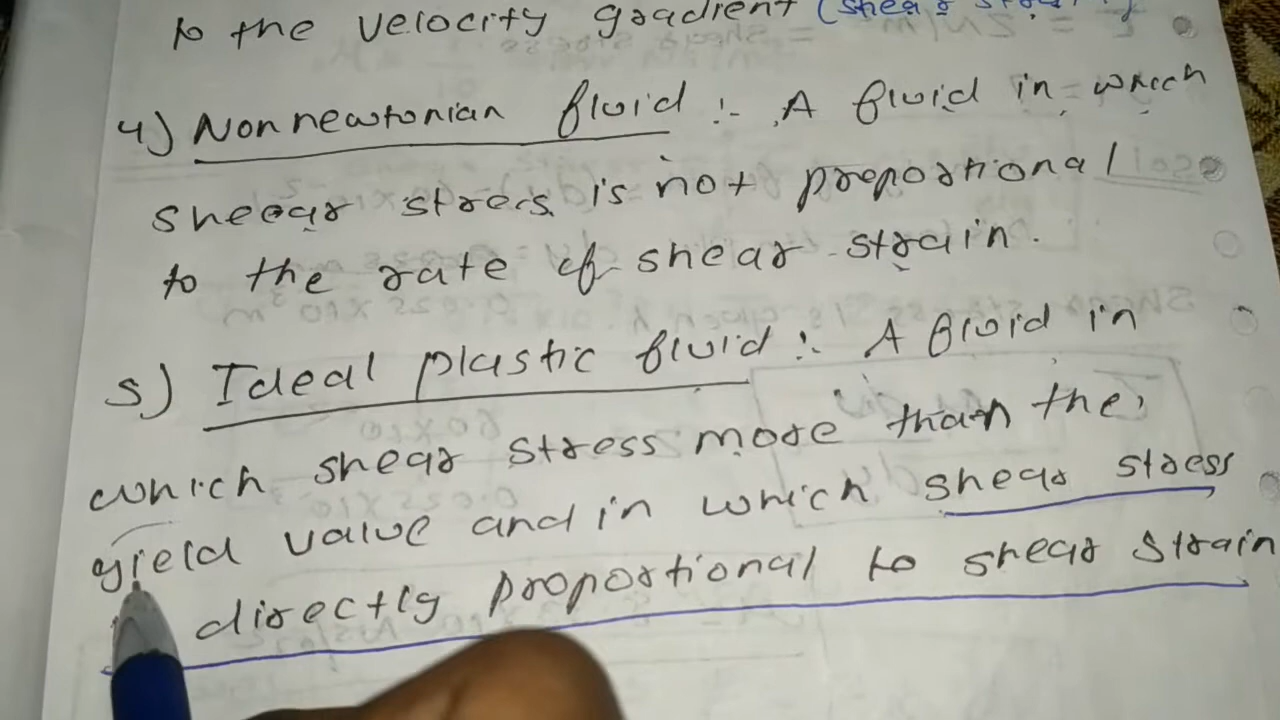 to the velocity gradient (shear
4) Nonnewtonian fluid :- A fluid in which
sheear stress is not proportional
to the rate of shear strain.
5) Ideal plastic fluid :- A fluid in
which shear stress more than the
yield value and in which shear stress
directly proportional to shear strain